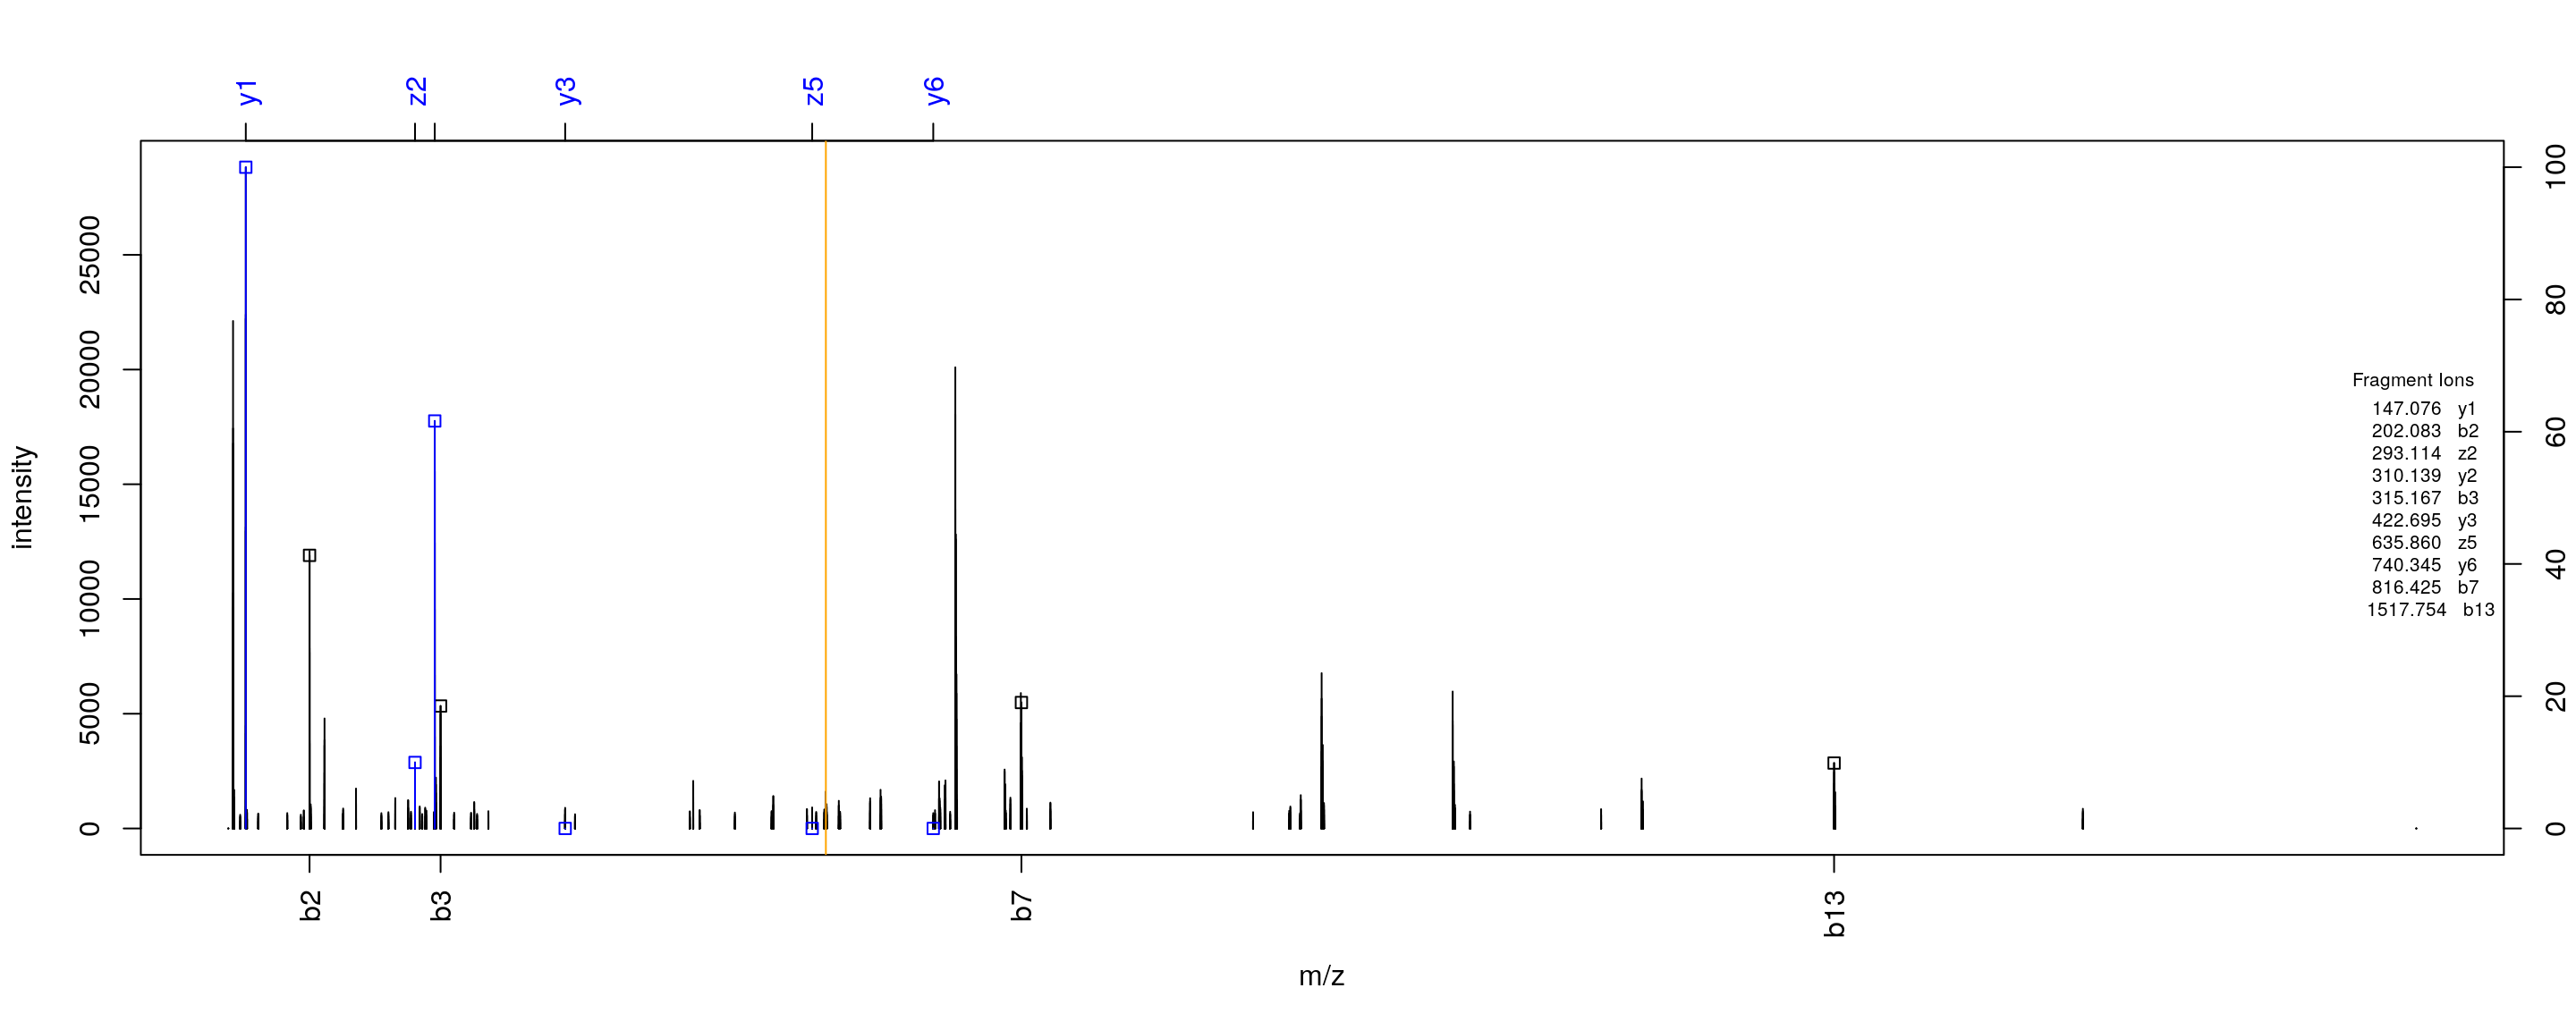 y1 z2 y3 z5 y6
intensity
0 5000 10000 15000 20000 25000
0 20 40 60 80 100
Fragment Ions
147.076 y1
202.083 b2
293.114 z2
310.139 y2
315.167 b3
422.695 y3
635.860 z5
740.345 y6
816.425 b7
1517.754 b13
b2 b3 b7 b13
m/z